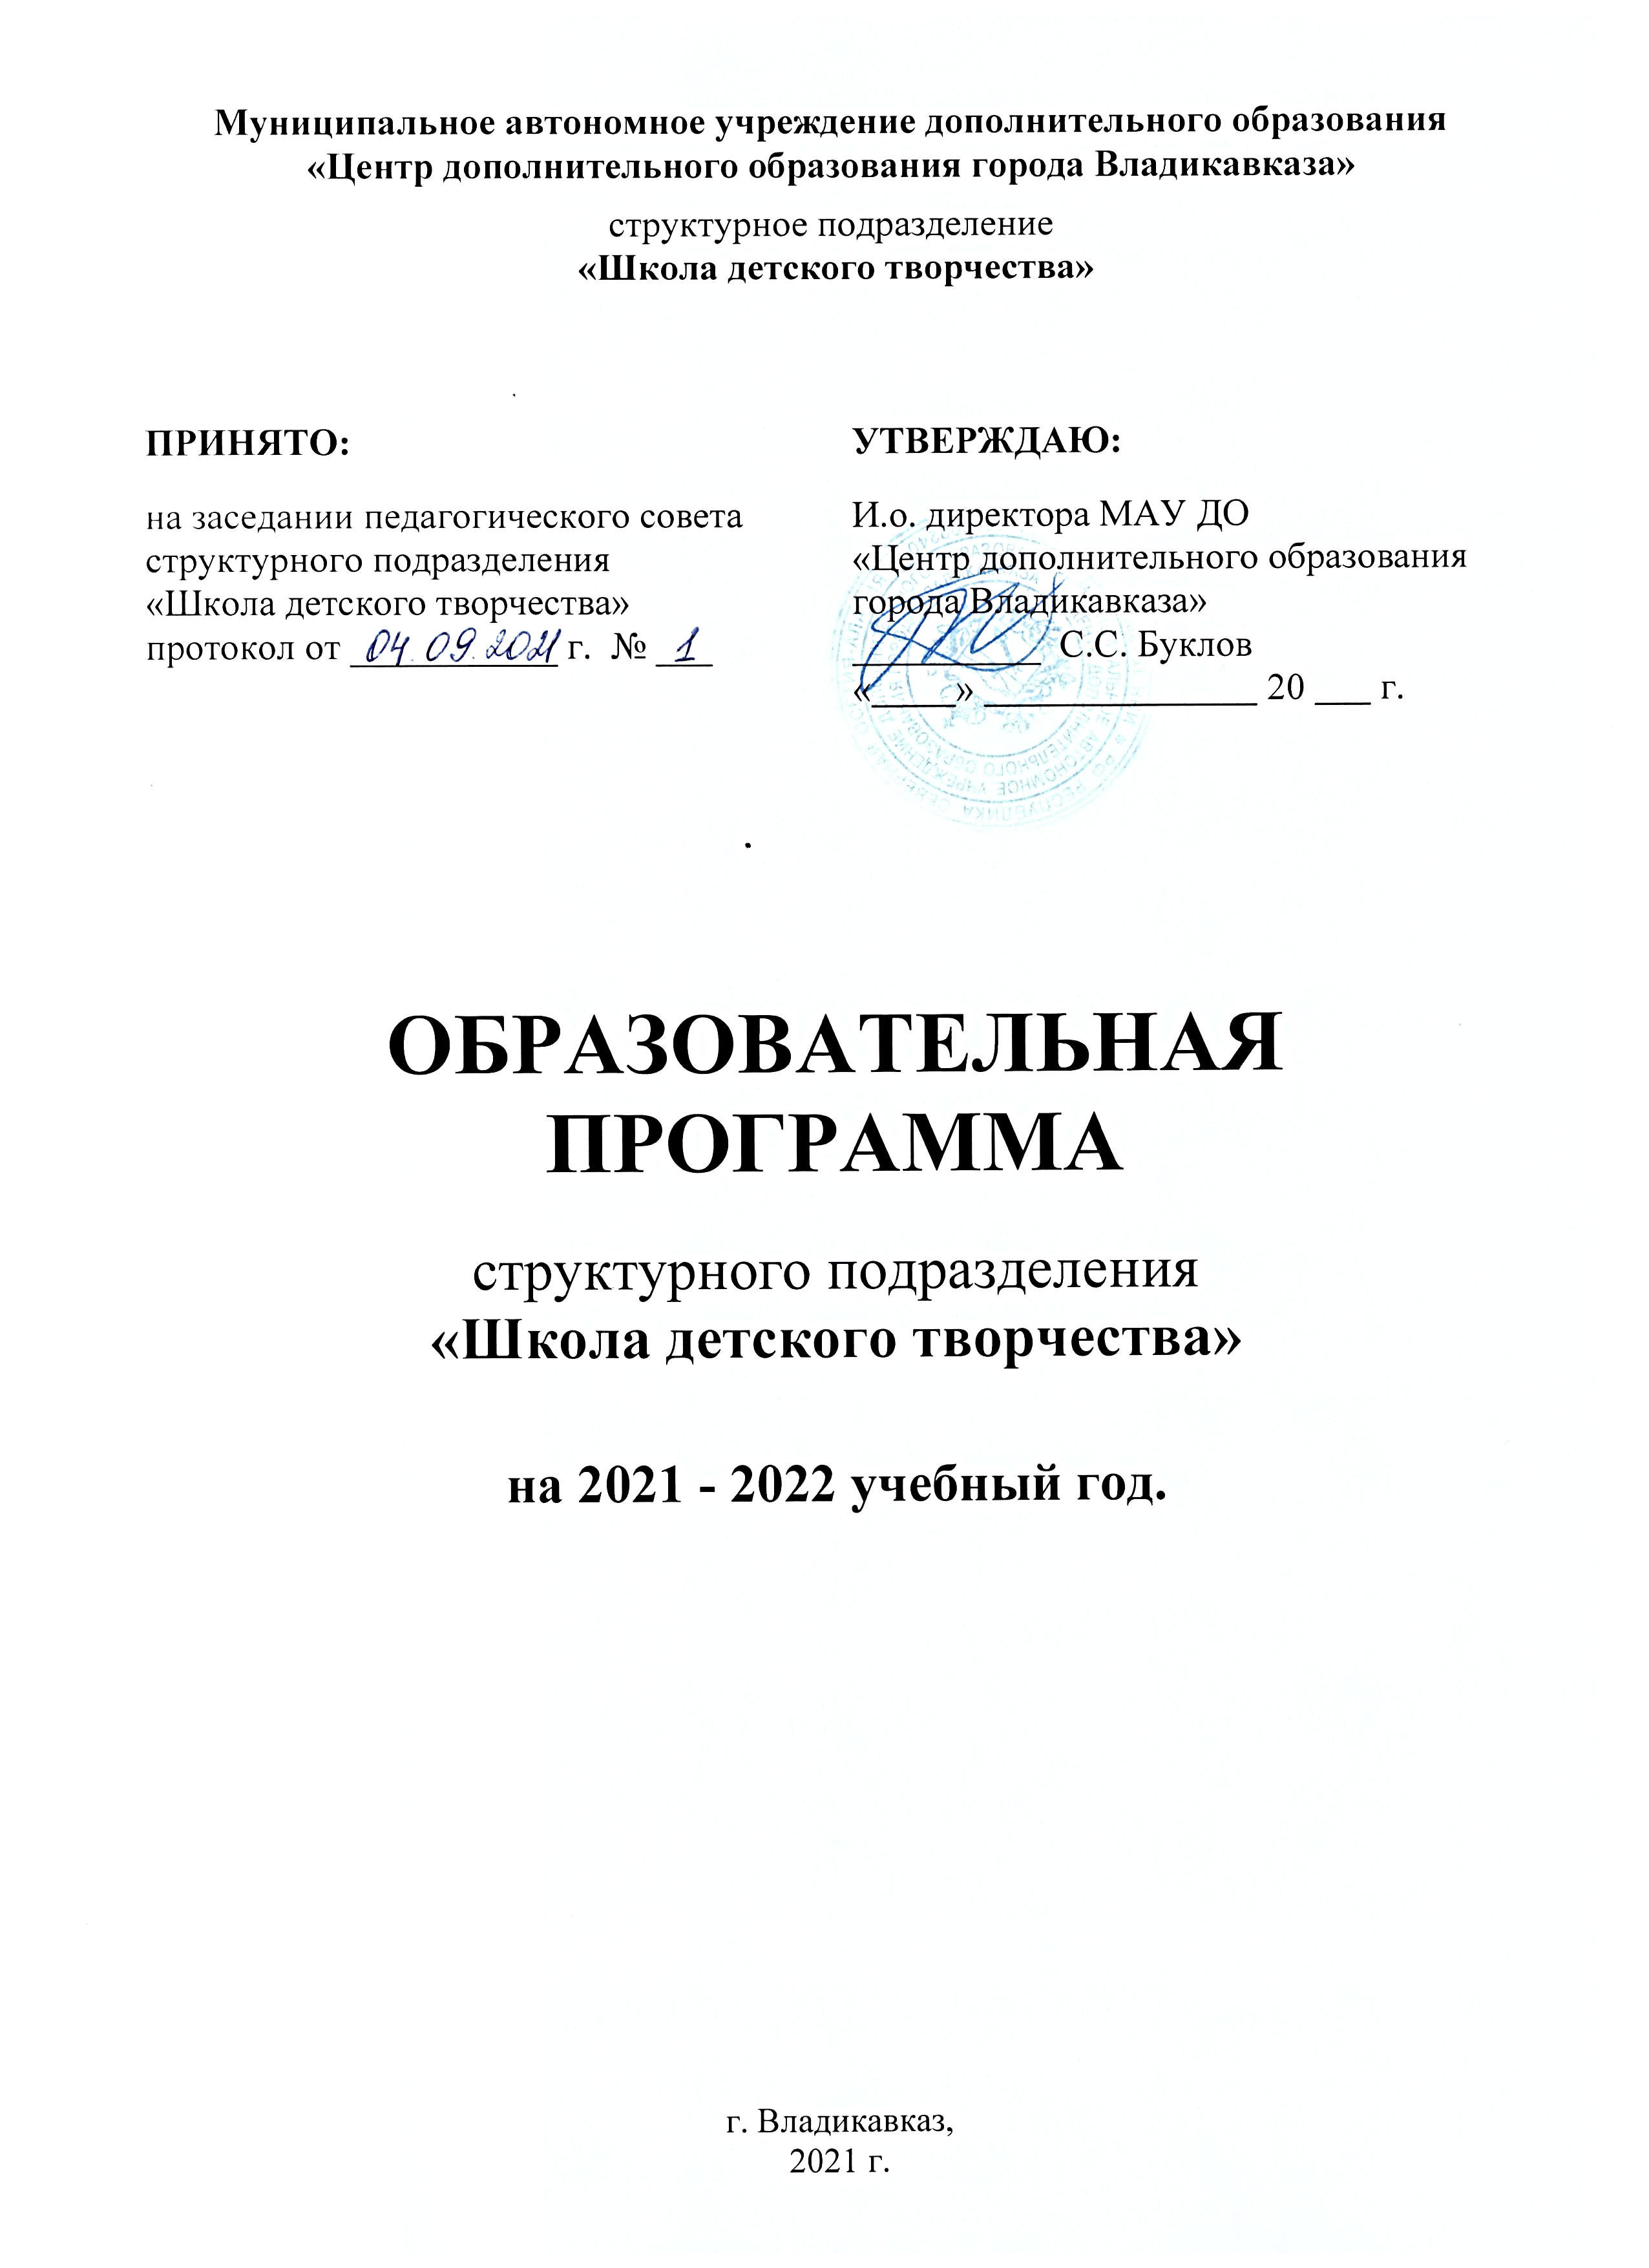 Муниципальное автономное учреждение дополнительного образования
«Центр дополнительного образования города Владикавказа»
структурное подразделение
«Школа детского творчества»
ПРИНЯТО:
на заседании педагогического совета
структурного подразделения
«Школа детского творчества»
протокол от 04.09.2021 г. № 1
УТВЕРЖДАЮ:
И.о. директора МАУ ДО
«Центр дополнительного образования
города Владикавказа»
__________ С.С. Буклов
«____» ______________ 20 ___ г.
ОБРАЗОВАТЕЛЬНАЯ
ПРОГРАММА
структурного подразделения
«Школа детского творчества»
на 2021 - 2022 учебный год.
г. Владикавказ,
2021 г.